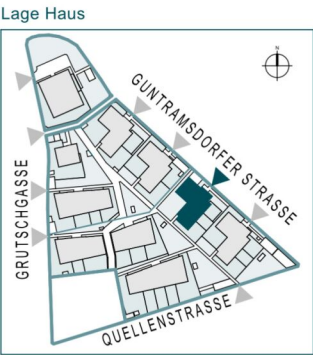 Lage Haus
N
GUNTRAMSDORFER STRASSE
GRUTSCHGASSE
QUELLENSTRASSE